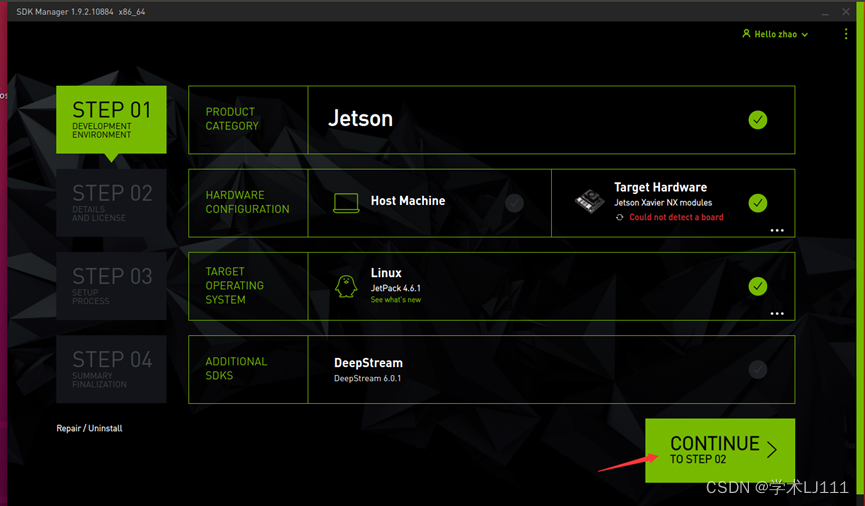 SDK Manager 1.9.2.10884 x86_64
Hello zhao
os
STEP 01
DEVELOPMENT
ENVIRONMENT
PRODUCT
CATEGORY
Jetson
STEP 02
DETAILS
AND LICENSE
HARDWARE
CONFIGURATION
Host Machine
Target Hardware
Jetson Xavier NX modules
Could not detect a board
STEP 03
SETUP
PROCESS
TARGET
OPERATING
SYSTEM
Linux
JetPack 4.6.1
See what's new
STEP 04
SUMMARY
FINALIZATION
ADDITIONAL
SDKS
DeepStream
DeepStream 6.0.1
Repair / Uninstall
CONTINUE
TO STEP 02
CSDN @学术LJ111